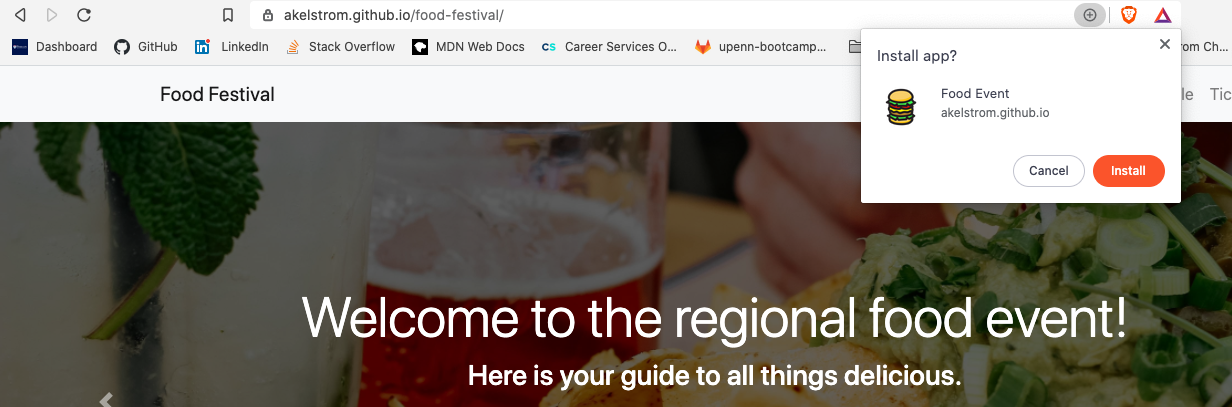 akelstrom.github.io/food-festival/
Dashboard GitHub LinkedIn Stack Overflow MDN Web Docs CS Career Services O... upenn-bootcamp... rom Ch...
Install app?
Food Event
akelstrom.github.io
Cancel Install
Food Festival
Welcome to the regional food event!
Here is your guide to all things delicious.